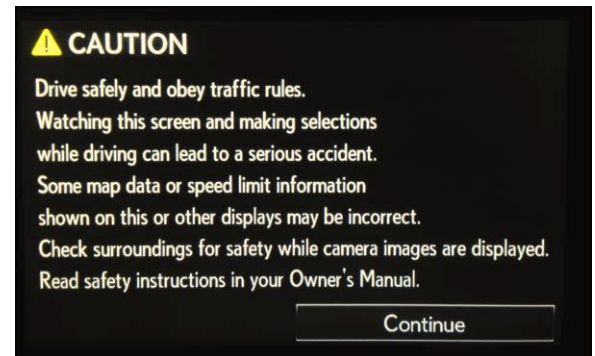 CAUTION
Drive safely and obey traffic rules.
Watching this screen and making selections
while driving can lead to a serious accident.
Some map data or speed limit information
shown on this or other displays may be incorrect.
Check surroundings for safety while camera images are displayed.
Read safety instructions in your Owner's Manual.
Continue